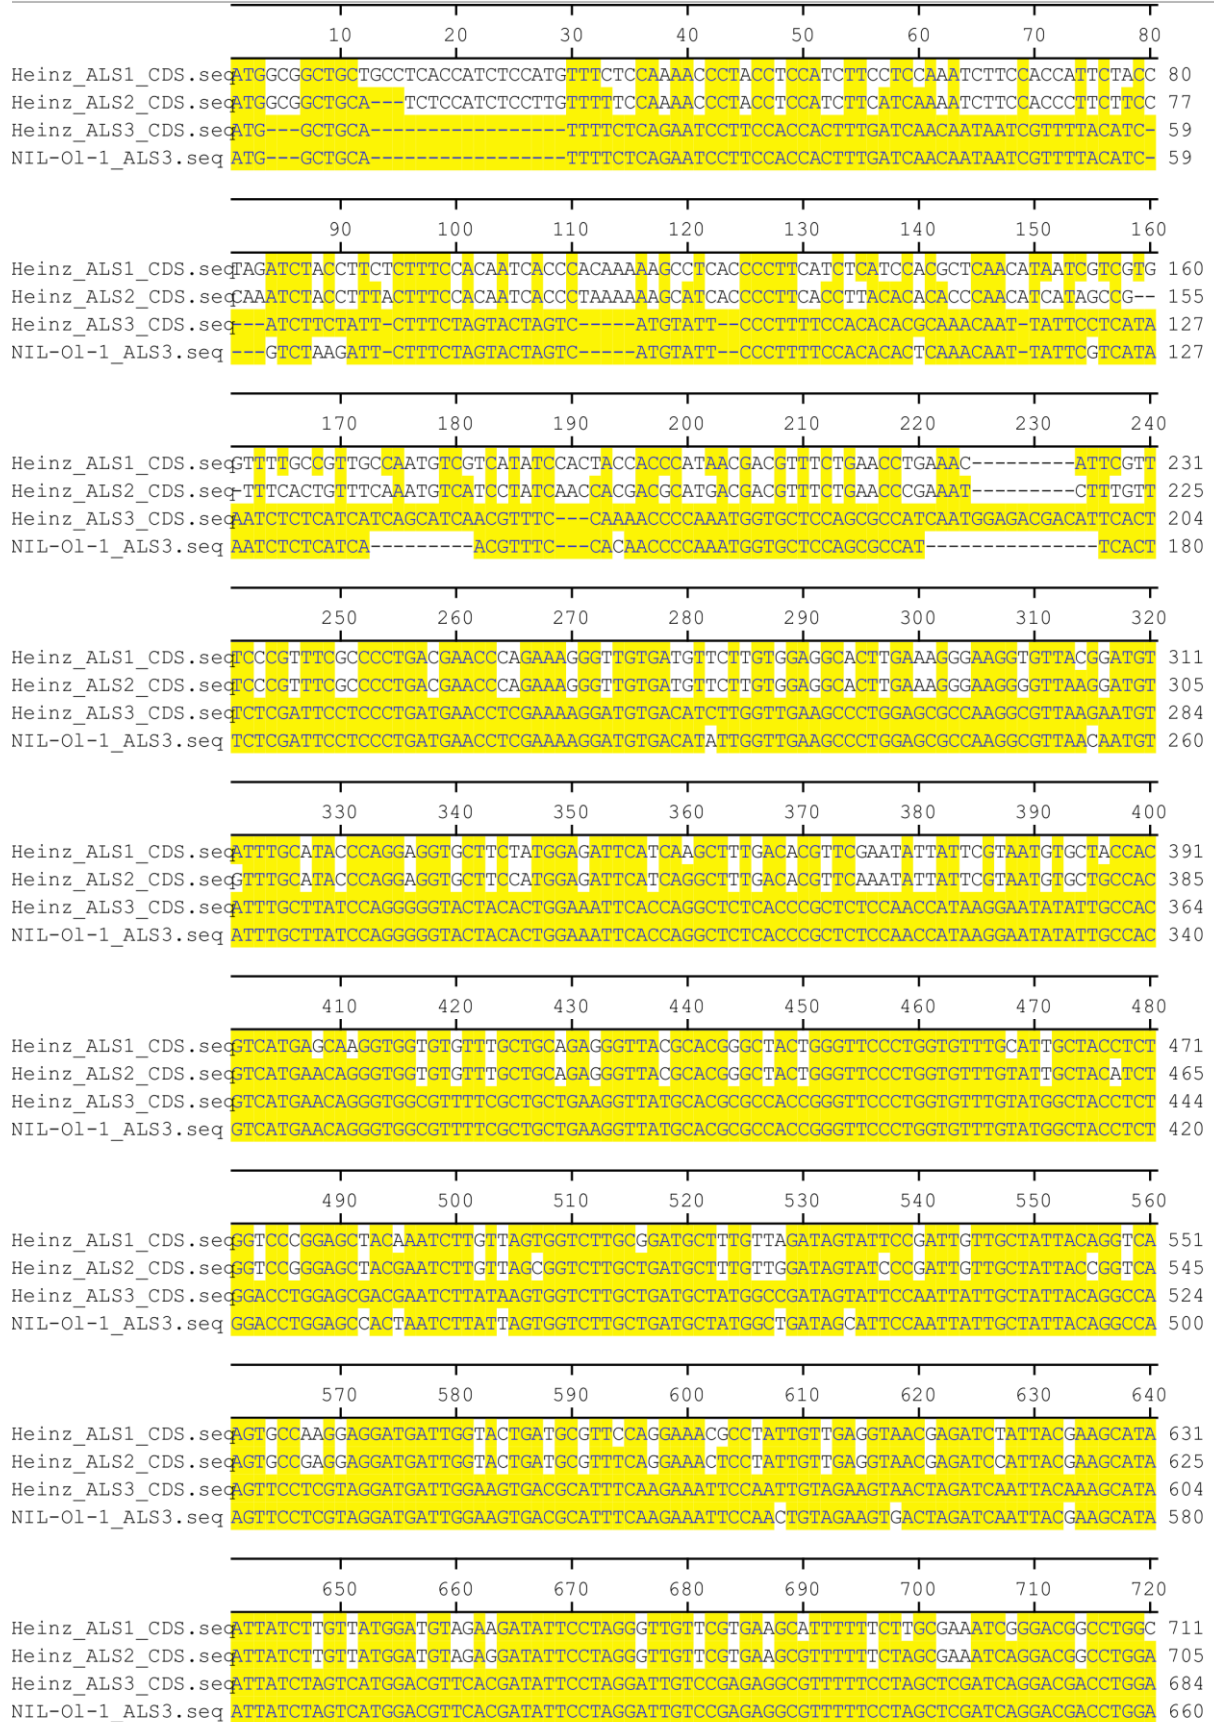 10 20 30 40 50 60 70 80
Heinz_ALS1_CDS.seq ATGGCGGCTGCTGCCTCACCATCTCCATGTTTCTCCAAAACCCTACCTCCATCTTCCTCCAAATCTTCCACCATTCTACC 80
Heinz_ALS2_CDS.seq ATGGCGGCTGCA---TCTCCATCTCCTTGTTTTTCCAAAACCCTACCTCCATCTTCATCAAAATCTTCCACCCTTCTTCC 77
Heinz_ALS3_CDS.seq ATG---GCTGCA-----------------TTTTCTCAGAATCCTTCCACCACTTTGATCAACAATAATCGTTTTACATC- 59
NIL-Ol-1_ALS3.seq ATG---GCTGCA-----------------TTTTCTCAGAATCCTTCCACCACTTTGATCAACAATAATCGTTTTACATC- 59
90 100 110 120 130 140 150 160
Heinz_ALS1_CDS.seq TAGATCTACCTTCTCTTTCCACAATCACCCACAAAAAGCCTCACCCCTTCATCTCATCCACGCTCAACATAATCGTCGTG 160
Heinz_ALS2_CDS.seq CAAATCTACCTTTACTTTCCACAATCACCCTAAAAAAGCATCACCCCTTCACCTTACACACACCCAACATCATAGCCG-- 155
Heinz_ALS3_CDS.seq ---ATCTTCTATT-CTTTCTAGTACTAGTC-----ATGTATT--CCCTTTTCCACACACGCAAACAAT-TATTCCTCATA 127
NIL-Ol-1_ALS3.seq ---GTCTAAGATT-CTTTCTAGTACTAGTC-----ATGTATT--CCCTTTTCCACACACTCAAACAAT-TATTCGTCATA 127
170 180 190 200 210 220 230 240
Heinz_ALS1_CDS.seq GTTTTGCCGTTGCCAATGTCGTCATATCCACTACCACCCATAACGACGTTTCTGAACCTGAAAC---------ATTCGTT 231
Heinz_ALS2_CDS.seq -TTTCACTGTTTCAAATGTCATCCTATCAACCACGACGCATGACGACGTTTCTGAACCCGAAAT---------CTTTGTT 225
Heinz_ALS3_CDS.seq AATCTCTCATCATCAGCATCAACGTTTC---CAAAACCCCAAATGGTGCTCCAGCGCCATCAATGGAGACGACATTCACT 204
NIL-Ol-1_ALS3.seq AATCTCTCATCA---------ACGTTTC---CACAACCCCAAATGGTGCTCCAGCGCCAT---------------TCACT 180
250 260 270 280 290 300 310 320
Heinz_ALS1_CDS.seq TCCCGTTTCGCCCCTGACGAACCCAGAAAGGGTTGTGATGTTCTTGTGGAGGCACTTGAAAGGGAAGGTGTTACGGATGT 311
Heinz_ALS2_CDS.seq TCCCGTTTCGCCCCTGACGAACCCAGAAAGGGTTGTGATGTTCTTGTGGAGGCACTTGAAAGGGAAGGGGTTAAGGATGT 305
Heinz_ALS3_CDS.seq TCTCGATTCCTCCCTGATGAACCTCGAAAAGGATGTGACATCTTGGTTGAAGCCCTGGAGCGCCAAGGCGTTAAGAATGT 284
NIL-Ol-1_ALS3.seq TCTCGATTCCTCCCTGATGAACCTCGAAAAGGATGTGACATATTGGTTGAAGCCCTGGAGCGCCAAGGCGTTAACAATGT 260
330 340 350 360 370 380 390 400
Heinz_ALS1_CDS.seq ATTTGCATACCCAGGAGGTGCTTCTATGGAGATTCATCAAGCTTTGACACGTTCGAATATTATTCGTAATGTGCTACCAC 391
Heinz_ALS2_CDS.seq GTTTGCATACCCAGGAGGTGCTTCCATGGAGATTCATCAGGCTTTGACACGTTCAAATATTATTCGTAATGTGCTGCCAC 385
Heinz_ALS3_CDS.seq ATTTGCTTATCCAGGGGGTACTACACTGGAAATTCACCAGGCTCTCACCCGCTCTCCAACCATAAGGAATATATTGCCAC 364
NIL-Ol-1_ALS3.seq ATTTGCTTATCCAGGGGGTACTACACTGGAAATTCACCAGGCTCTCACCCGCTCTCCAACCATAAGGAATATATTGCCAC 340
410 420 430 440 450 460 470 480
Heinz_ALS1_CDS.seq GTCATGAGCAAGGTGGTGTGTTTGCTGCAGAGGGTTACGCACGGGCTACTGGGTTCCCTGGTGTTTGCATTGCTACCTCT 471
Heinz_ALS2_CDS.seq GTCATGAACAGGGTGGTGTGTTTGCTGCAGAGGGTTACGCACGGGCTACTGGGTTCCCTGGTGTTTGTATTGCTACATCT 465
Heinz_ALS3_CDS.seq GTCATGAACAGGGTGGCGTTTTCGCTGCTGAAGGTTATGCACGCGCCACCGGGTTCCCTGGTGTTTGTATGGCTACCTCT 444
NIL-Ol-1_ALS3.seq GTCATGAACAGGGTGGCGTTTTCGCTGCTGAAGGTTATGCACGCGCCACCGGGTTCCCTGGTGTTTGTATGGCTACCTCT 420
490 500 510 520 530 540 550 560
Heinz_ALS1_CDS.seq GGTCCCGGAGCTACAAATCTTGTTAGTGGTCTTGCGGATGCTTTGTTAGATAGTATTCCGATTGTTGCTATTACAGGTCA 551
Heinz_ALS2_CDS.seq GGTCCGGGAGCTACGAATCTTGTTAGCGGTCTTGCTGATGCTTTGTTGGATAGTATCCCGATTGTTGCTATTACCGGTCA 545
Heinz_ALS3_CDS.seq GGACCTGGAGCGACGAATCTTATAAGTGGTCTTGCTGATGCTATGGCCGATAGTATTCCAATTATTGCTATTACAGGCCA 524
NIL-Ol-1_ALS3.seq GGACCTGGAGCCACTAATCTTATTAGTGGTCTTGCTGATGCTATGGCTGATAGCATTCCAATTATTGCTATTACAGGCCA 500
570 580 590 600 610 620 630 640
Heinz_ALS1_CDS.seq AGTGCCAAGGAGGATGATTGGTACTGATGCGTTCCAGGAAACGCCTATTGTTGAGGTAACGAGATCTATTACGAAGCATA 631
Heinz_ALS2_CDS.seq AGTGCCGAGGAGGATGATTGGTACTGATGCGTTTCAGGAAACTCCTATTGTTGAGGTAACGAGATCCATTACGAAGCATA 625
Heinz_ALS3_CDS.seq AGTTCCTCGTAGGATGATTGGAAGTGACGCATTTCAAGAAATTCCAATTGTAGAAGTAACTAGATCAATTACAAAGCATA 604
NIL-Ol-1_ALS3.seq AGTTCCTCGTAGGATGATTGGAAGTGACGCATTTCAAGAAATTCCAACTGTAGAAGTGACTAGATCAATTACGAAGCATA 580
650 660 670 680 690 700 710 720
Heinz_ALS1_CDS.seq ATTATCTTGTTATGGATGTAGAAGATATTCCTAGGGTTGTTCGTGAAGCATTTTTTCTTGCGAAATCGGGACGGCCTGGC 711
Heinz_ALS2_CDS.seq ATTATCTTGTTATGGATGTAGAGGATATTCCTAGGGTTGTTCGTGAAGCGTTTTTTCTAGCGAAATCAGGACGGCCTGGA 705
Heinz_ALS3_CDS.seq ATTATCTAGTCATGGACGTTCACGATATTCCTAGGATTGTCCGAGAGGCGTTTTTCCTAGCTCGATCAGGACGACCTGGA 684
NIL-Ol-1_ALS3.seq ATTATCTAGTCATGGACGTTCACGATATTCCTAGGATTGTCCGAGAGGCGTTTTTCCTAGCTCGATCAGGACGACCTGGA 660